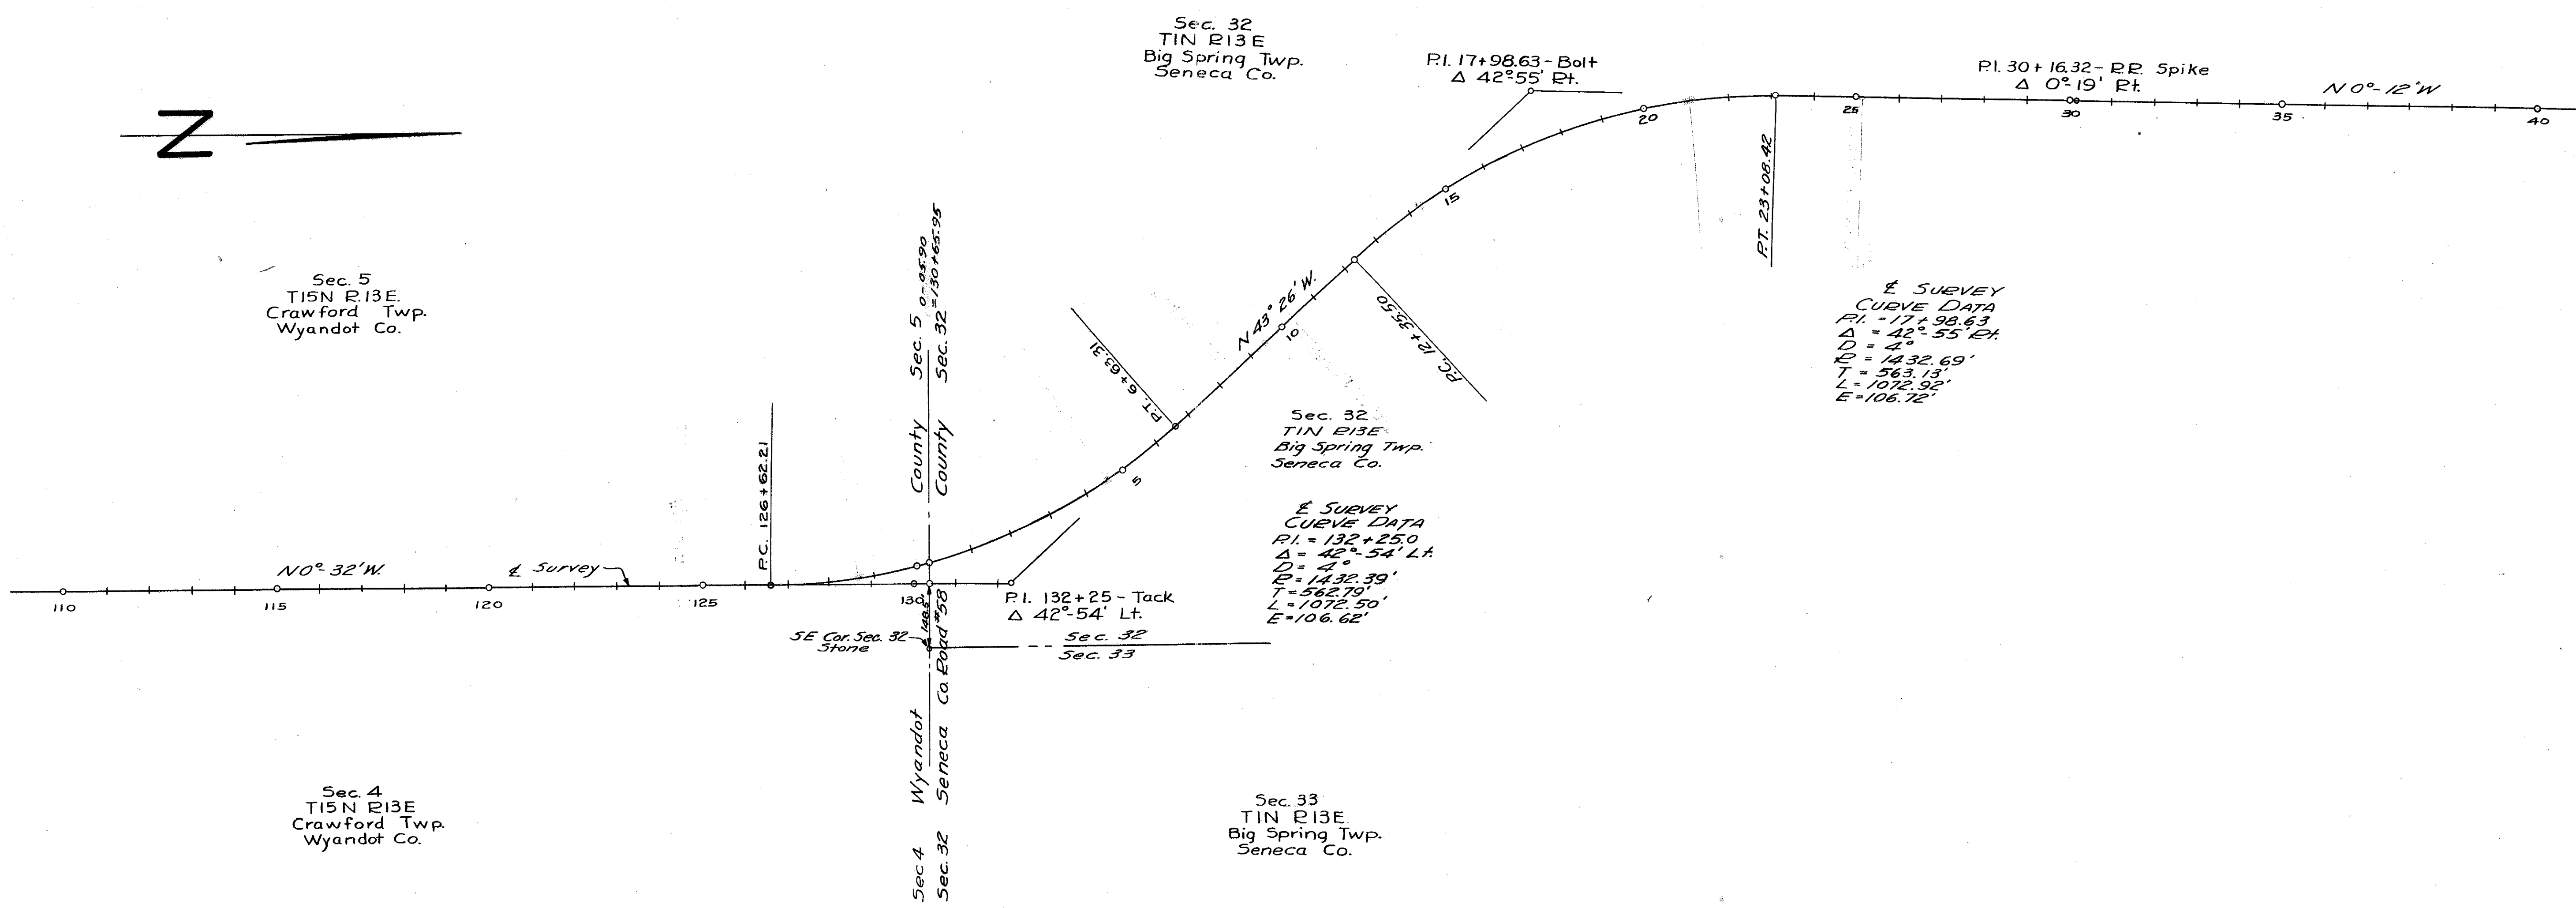 Sec. 32
T1N R13E
Big Spring Twp.
Seneca Co.
P.I. 17+98.63-Bolt
Δ 42°-55' Rt.
P.I. 30+16.32-R.R. Spike
Δ 0°-19' Rt.
N 0°-12' W
20
25
30
35
40
N
15
P.T. 23+08.42
Sec. 5
T15N R.13E.
Crawford Twp.
Wyandot Co.
County Sec. 5 0-05.90
County Sec. 32 =130+65.95
N 43° 26' W.
10
P.C. 12+35.50
P.T. 6+63.31
5
℄ SURVEY
CURVE DATA
P.I. = 17+98.63
Δ = 42°-55' Rt.
D = 4°
R = 1432.69'
T = 563.13'
L = 1072.92'
E = 106.72'
Sec. 32
T1N R13E
Big Spring Twp.
Seneca Co.
P.C. 126+62.21
℄ SURVEY
CURVE DATA
P.I. = 132+25.0
Δ = 42°-54' Lt.
D = 4°
R = 1432.39'
T = 562.79'
L = 1072.50'
E = 106.62'
N 0°-32' W.
℄ Survey
110
115
120
125
130
P.I. 132+25-Tack
Δ 42°-54' Lt.
SE Cor. Sec. 32
Stone
Sec. 32
Sec. 33
Sec 4 Wyandot
Sec. 32 Seneca Co. Road #58
Sec. 4
T15N R13E
Crawford Twp.
Wyandot Co.
Sec. 33
T1N R13E
Big Spring Twp.
Seneca Co.